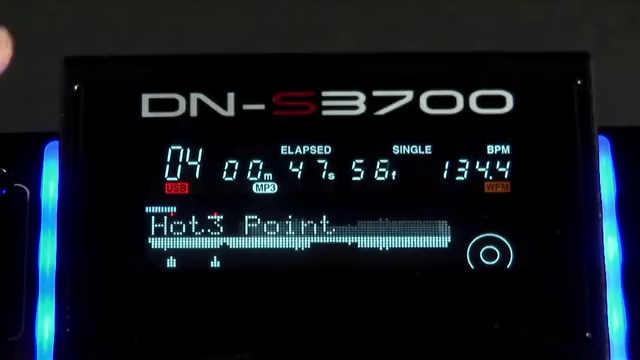 DN-S3700
ELAPSED SINGLE BPM
04 00m 47s 56f 134.4
USB MP3 WFM
Hot3 Point